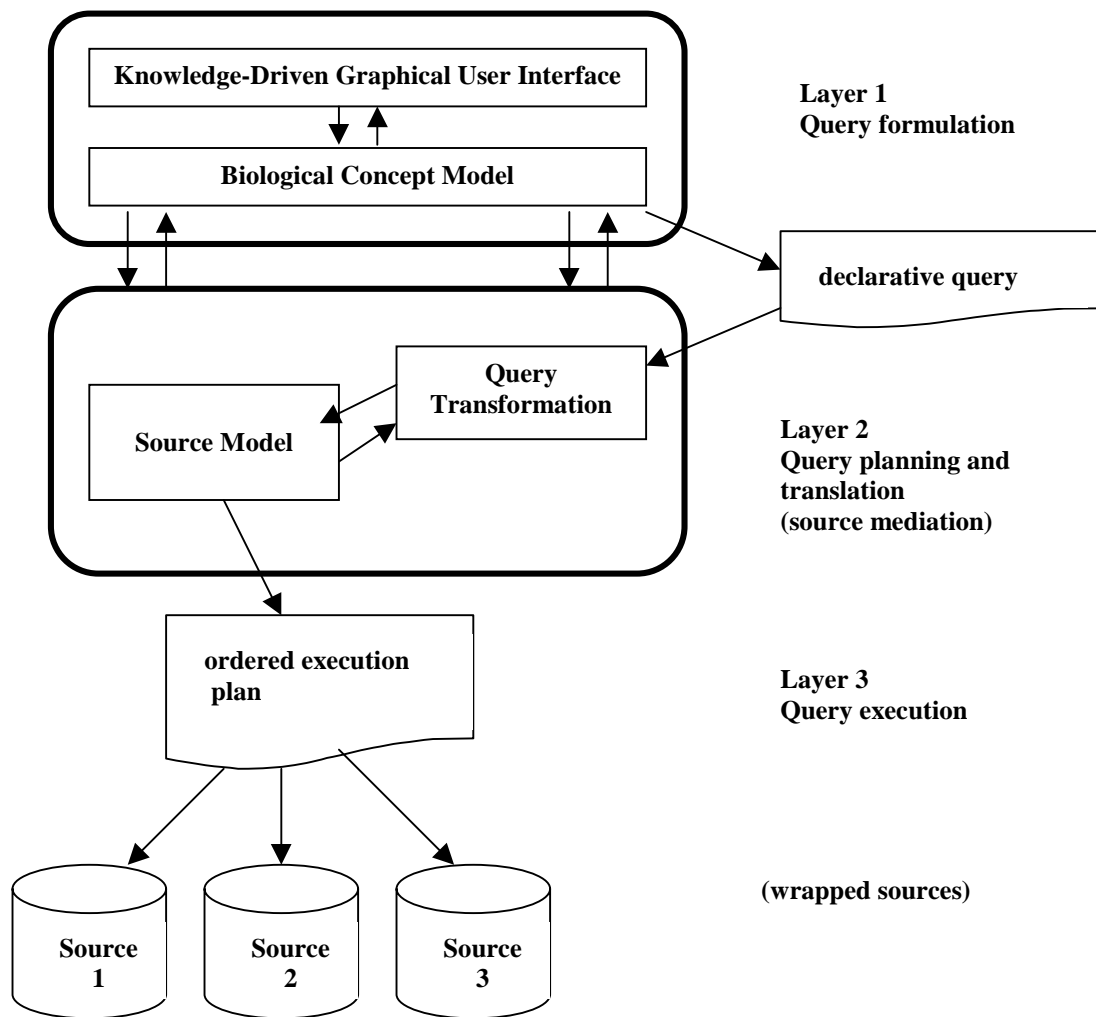 Knowledge-Driven Graphical User Interface
Layer 1
Query formulation
Biological Concept Model
declarative query
Query
Transformation
Source Model
Layer 2
Query planning and
translation
(source mediation)
ordered execution
plan
Layer 3
Query execution
(wrapped sources)
Source
1
Source
2
Source
3